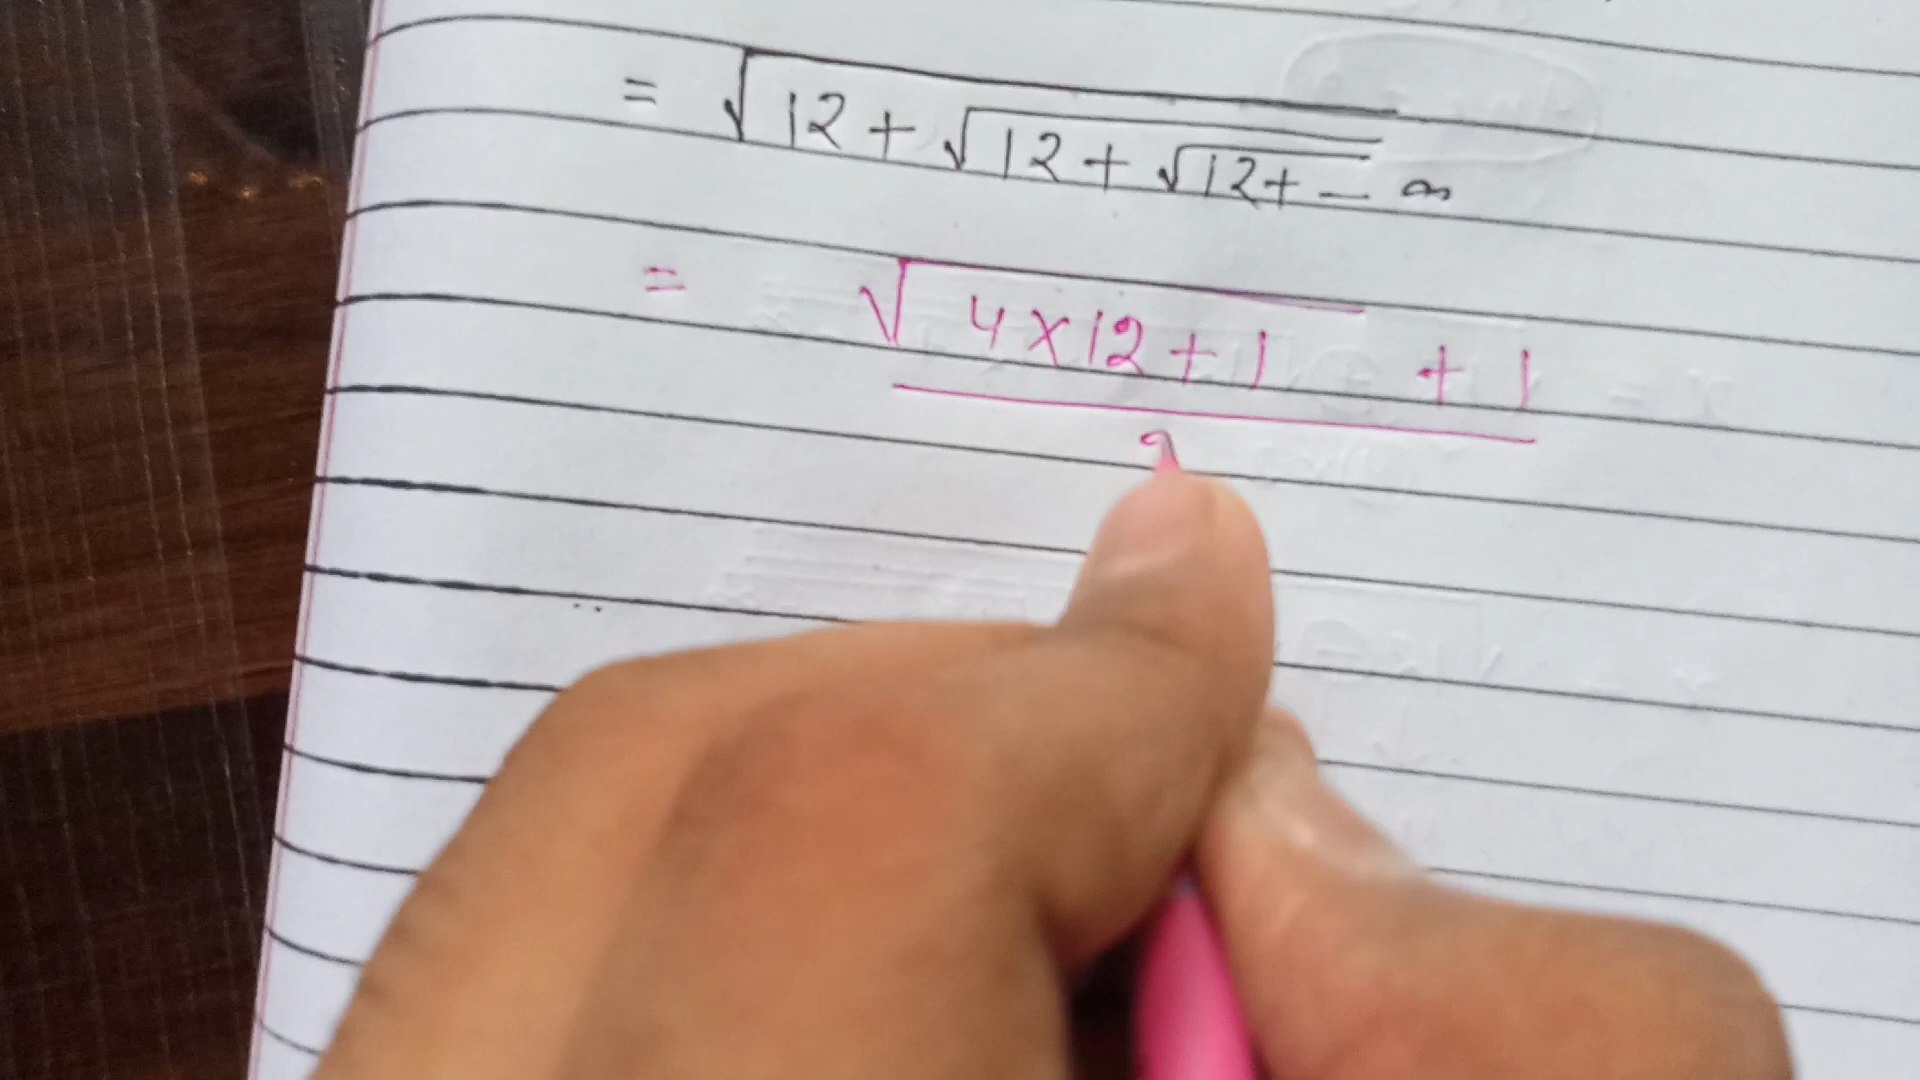 = √12 + √12 + √12 + - ∞
= √4 × 12 + 1 + 1
2